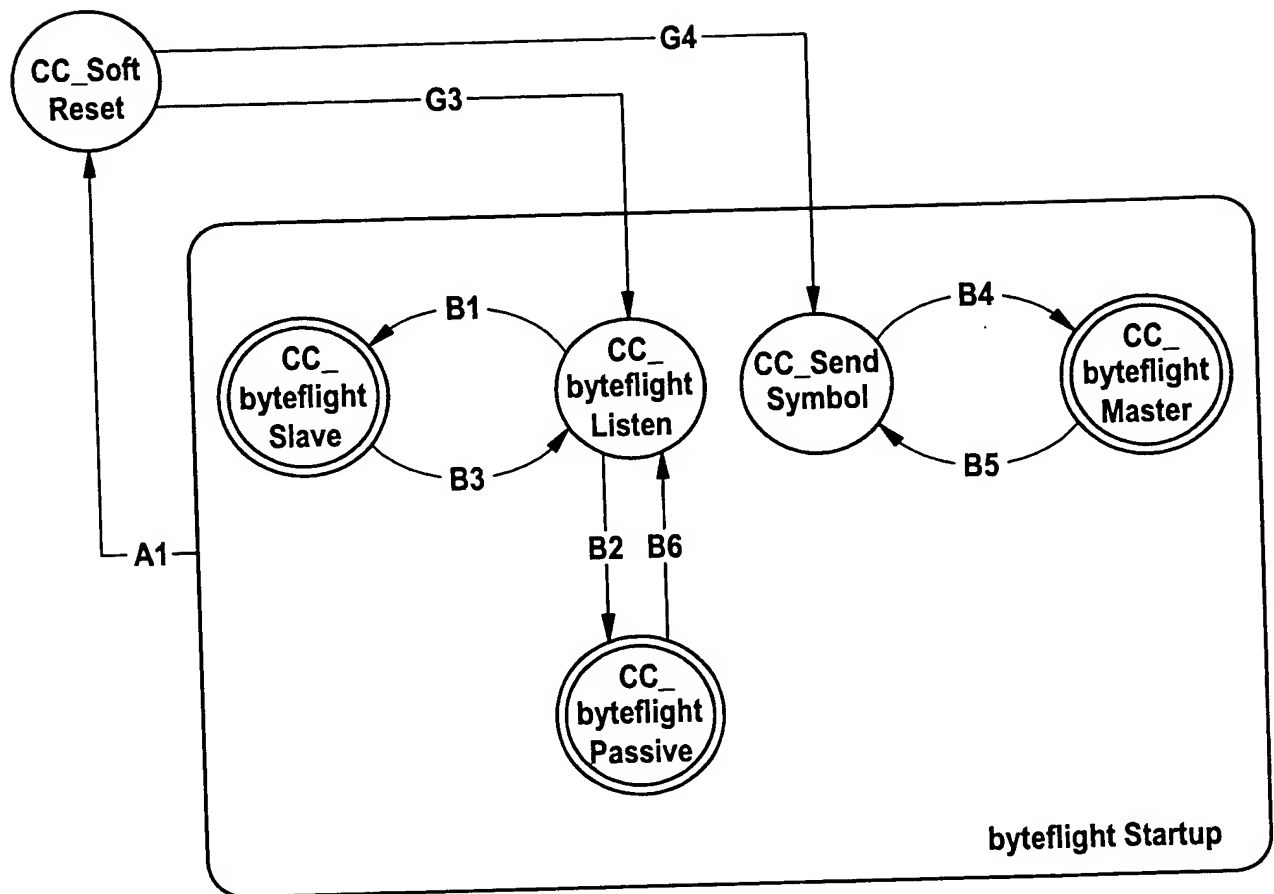 CC_Soft
Reset
G4
G3
B1
B4
CC_
byteflight
Slave
CC_
byteflight
Listen
CC_Send
Symbol
CC_
byteflight
Master
B3
B5
A1
B2
B6
CC_
byteflight
Passive
byteflight Startup